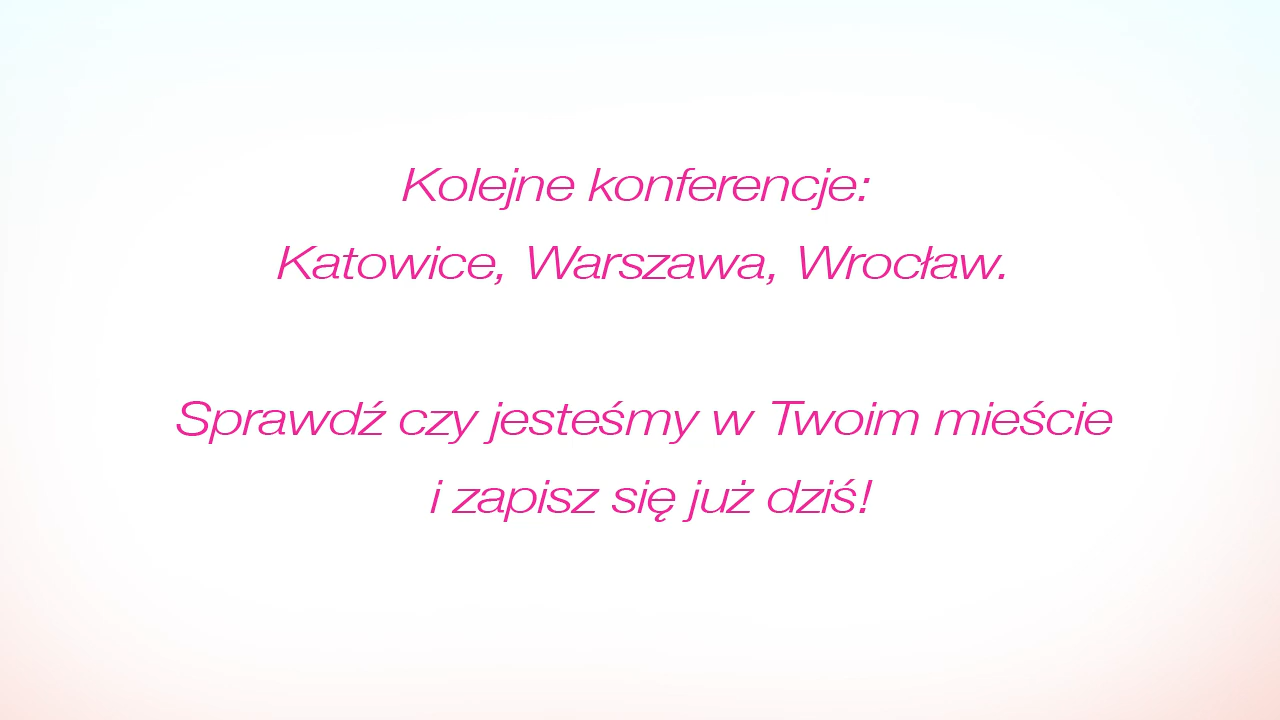 Kolejne konferencje:
Katowice, Warszawa, Wrocław.
Sprawdź czy jesteśmy w Twoim mieście
i zapisz się już dziś!